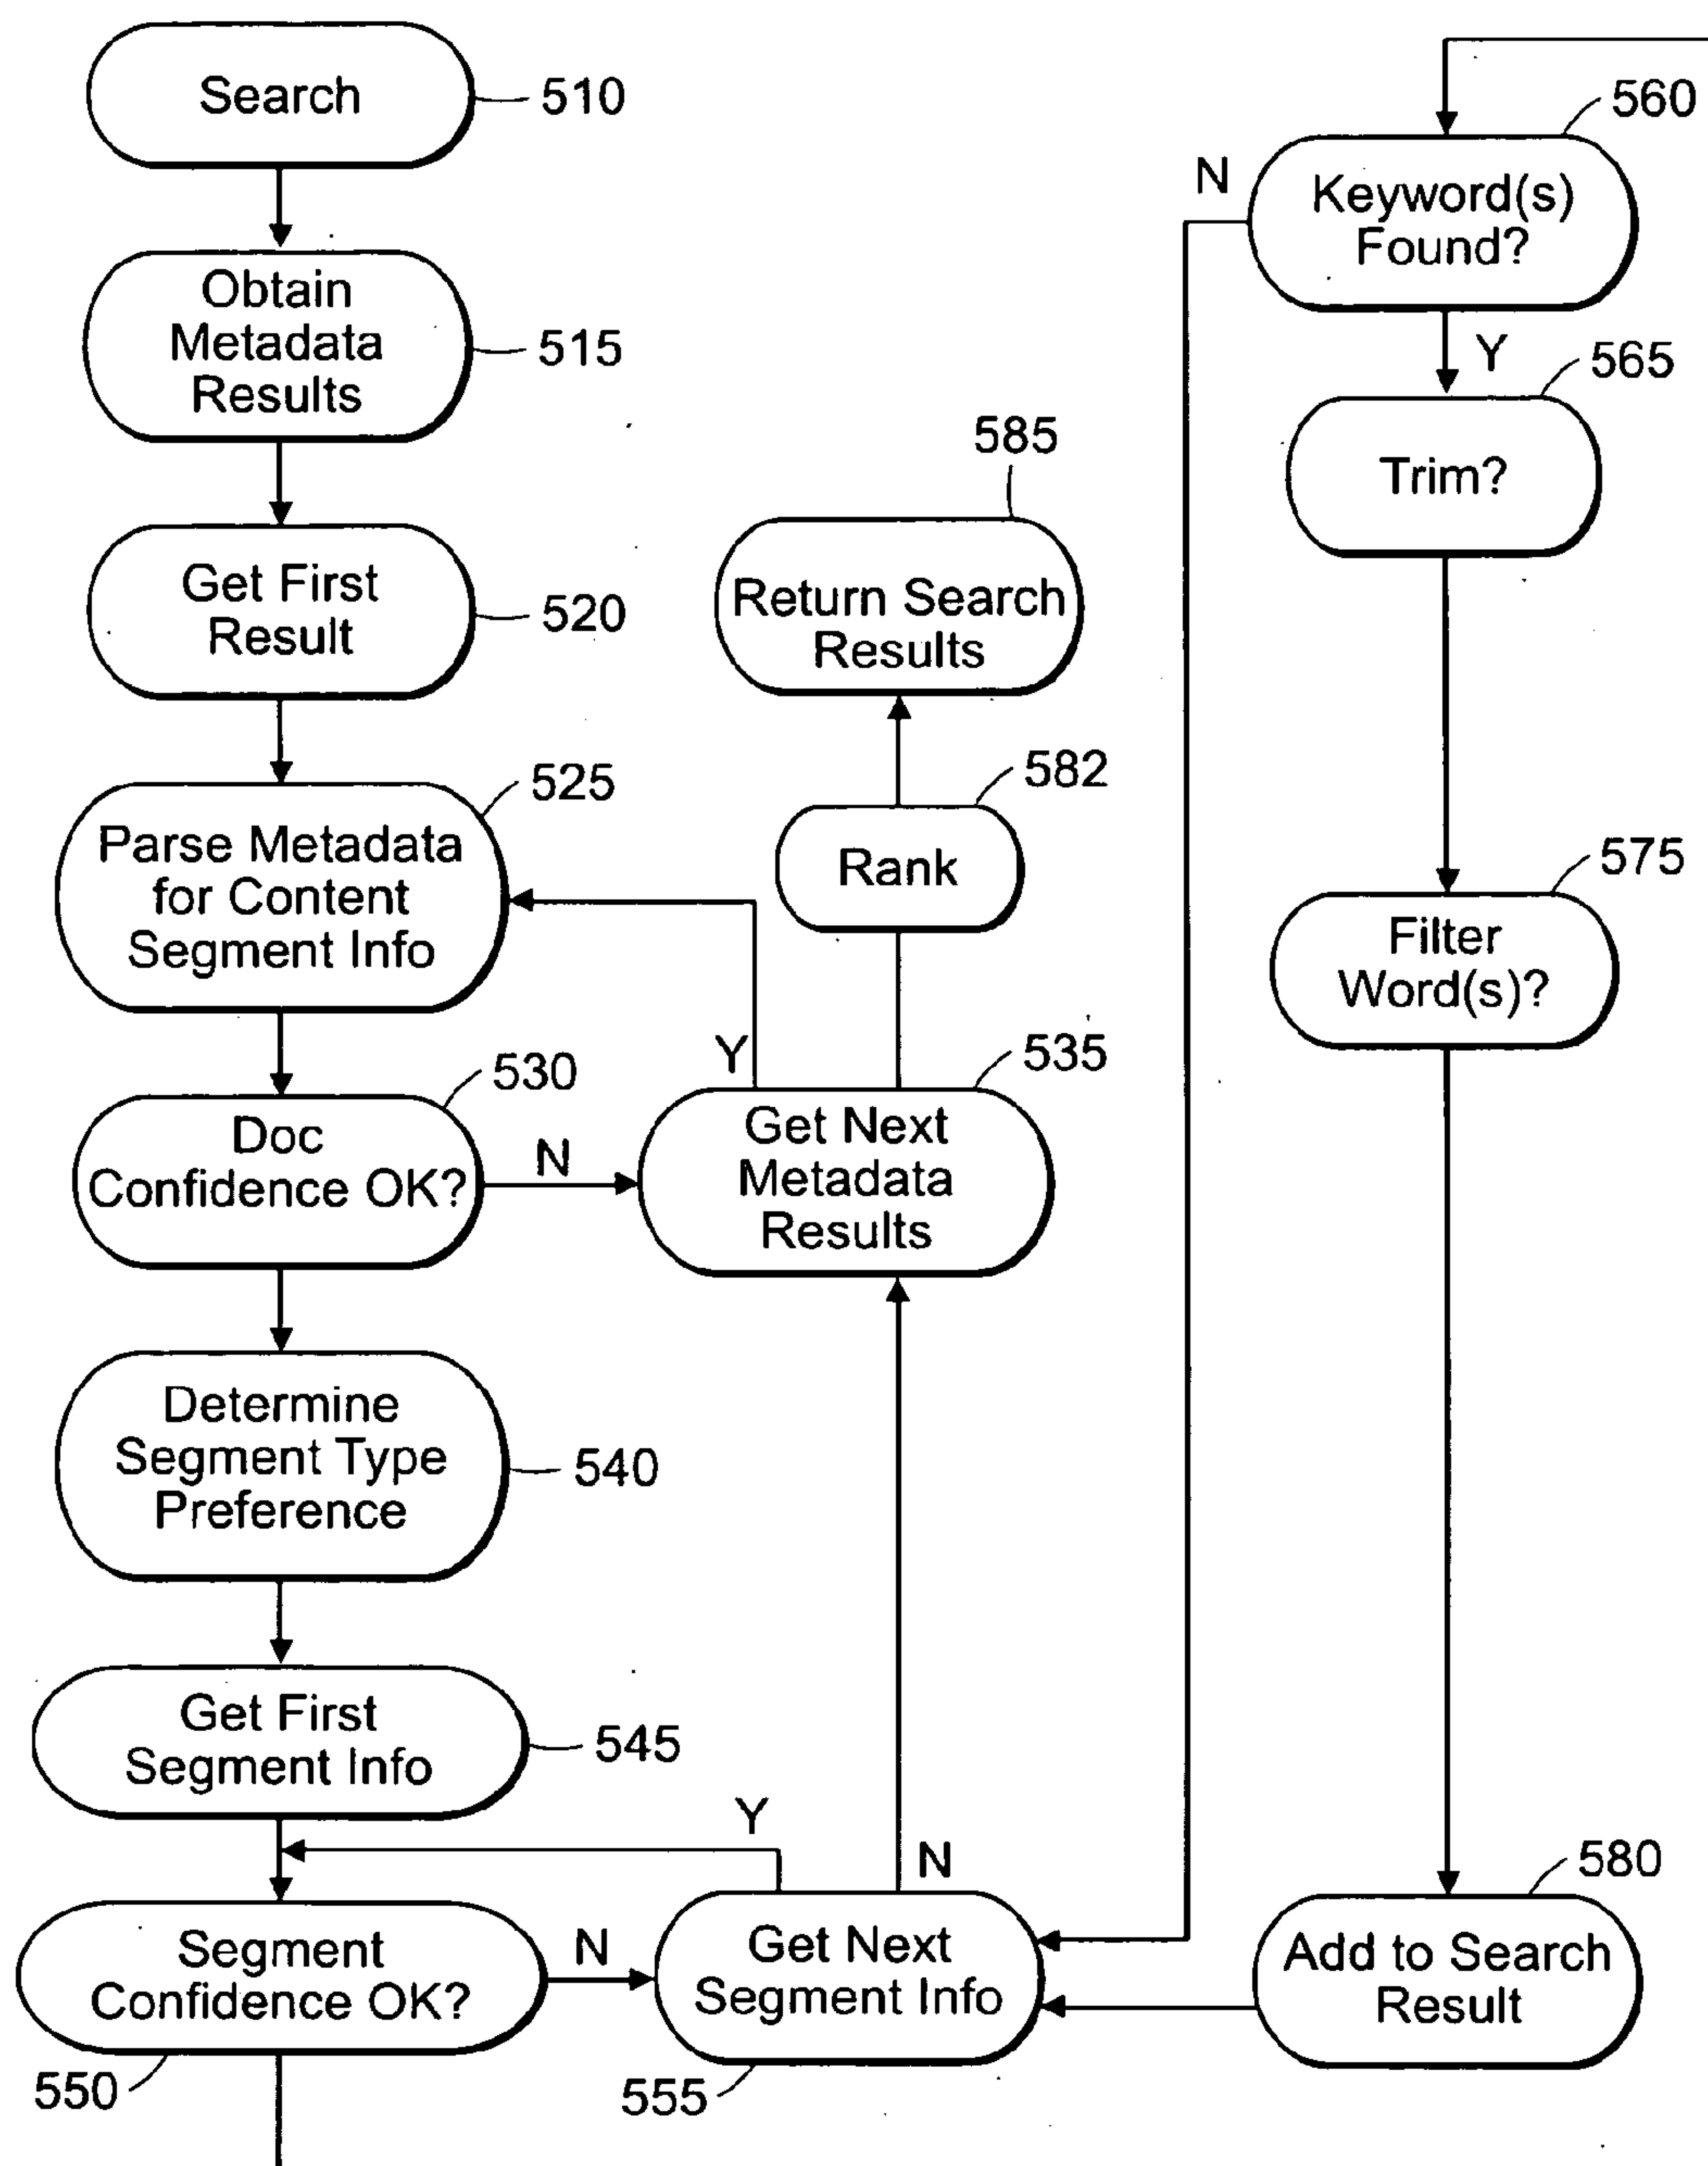 Search
510
Obtain
Metadata
Results
515
Get First
Result
520
Parse Metadata
for Content
Segment Info
525
Doc
Confidence OK?
530
N
Determine
Segment Type
Preference
540
Get First
Segment Info
545
Segment
Confidence OK?
550
N
Return Search
Results
585
Rank
582
Y
Get Next
Metadata
Results
535
Y
N
Get Next
Segment Info
555
N
Keyword(s)
Found?
560
Y
Trim?
565
Filter
Word(s)?
575
Add to Search
Result
580